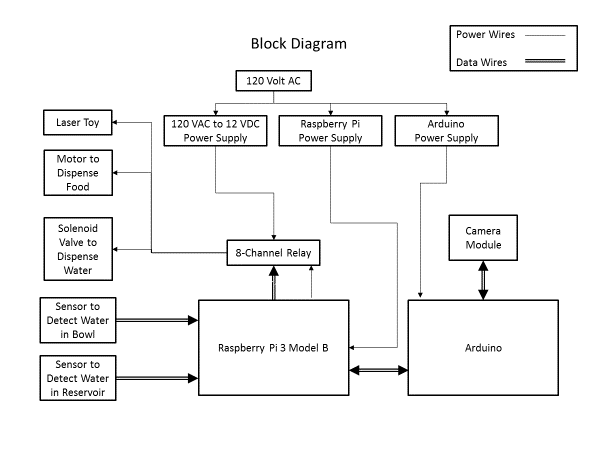 Block Diagram
Power Wires
Data Wires
120 Volt AC
Laser Toy
120 VAC to 12 VDC
Power Supply
Raspberry Pi
Power Supply
Arduino
Power Supply
Motor to
Dispense
Food
Solenoid
Valve to
Dispense
Water
8-Channel Relay
Camera
Module
Sensor to
Detect Water
in Bowl
Raspberry Pi 3 Model B
Arduino
Sensor to
Detect Water
in Reservoir